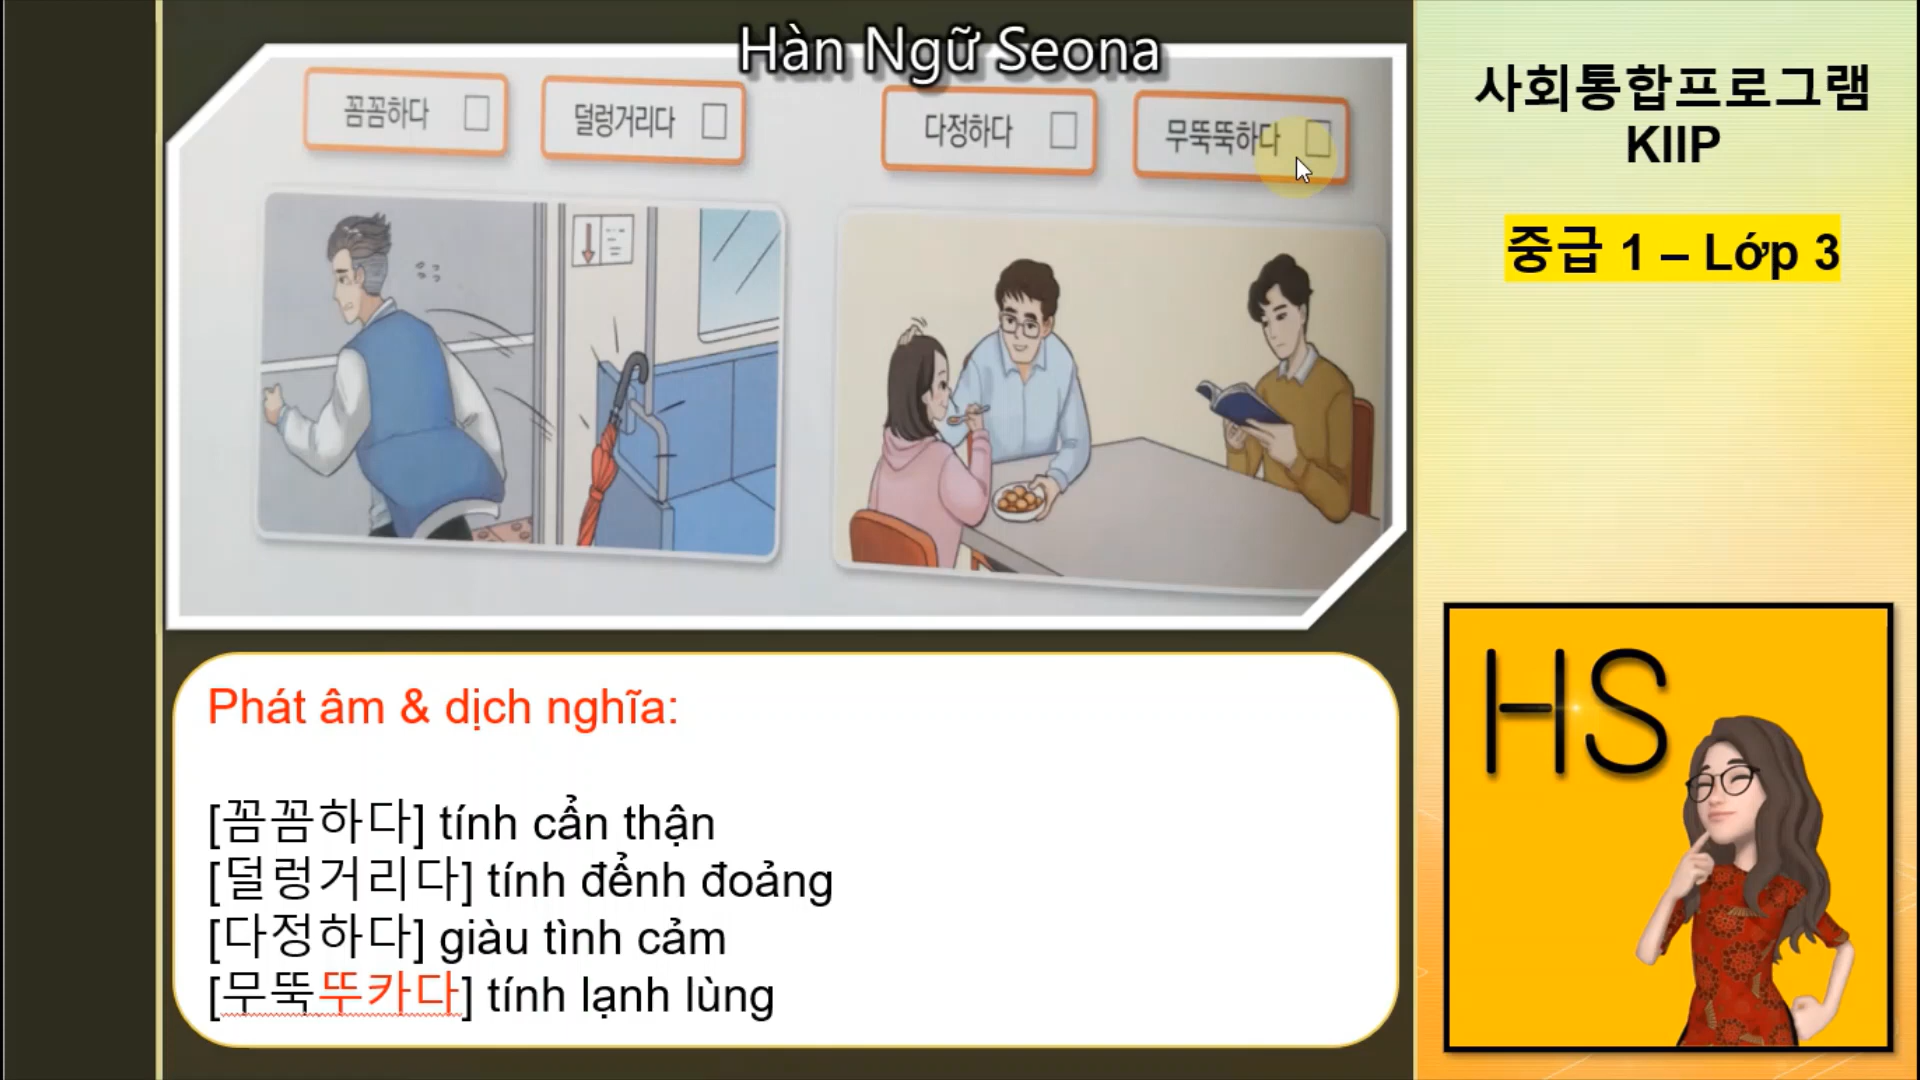 Hàn Ngữ Seona
꼼꼼하다
덜렁거리다
다정하다
무뚝뚝하다
사회통합프로그램
KIIP
중급 1 – Lớp 3
Phát âm & dịch nghĩa:
[꼼꼼하다] tính cẩn thận
[덜렁거리다] tính đểnh đoảng
[다정하다] giàu tình cảm
[무뚝뚜카다] tính lạnh lùng
HS